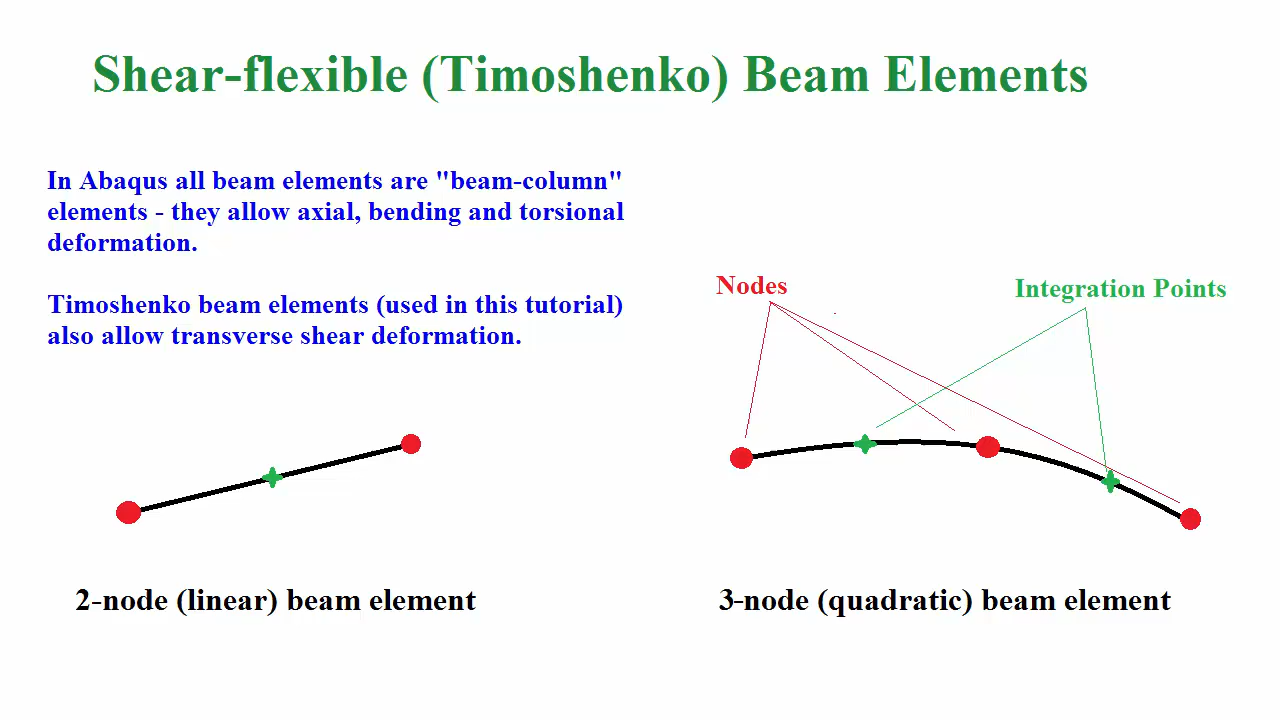 Shear-flexible (Timoshenko) Beam Elements
In Abaqus all beam elements are "beam-column"
elements - they allow axial, bending and torsional
deformation.
Timoshenko beam elements (used in this tutorial)
also allow transverse shear deformation.
Nodes
Integration Points
2-node (linear) beam element
3-node (quadratic) beam element